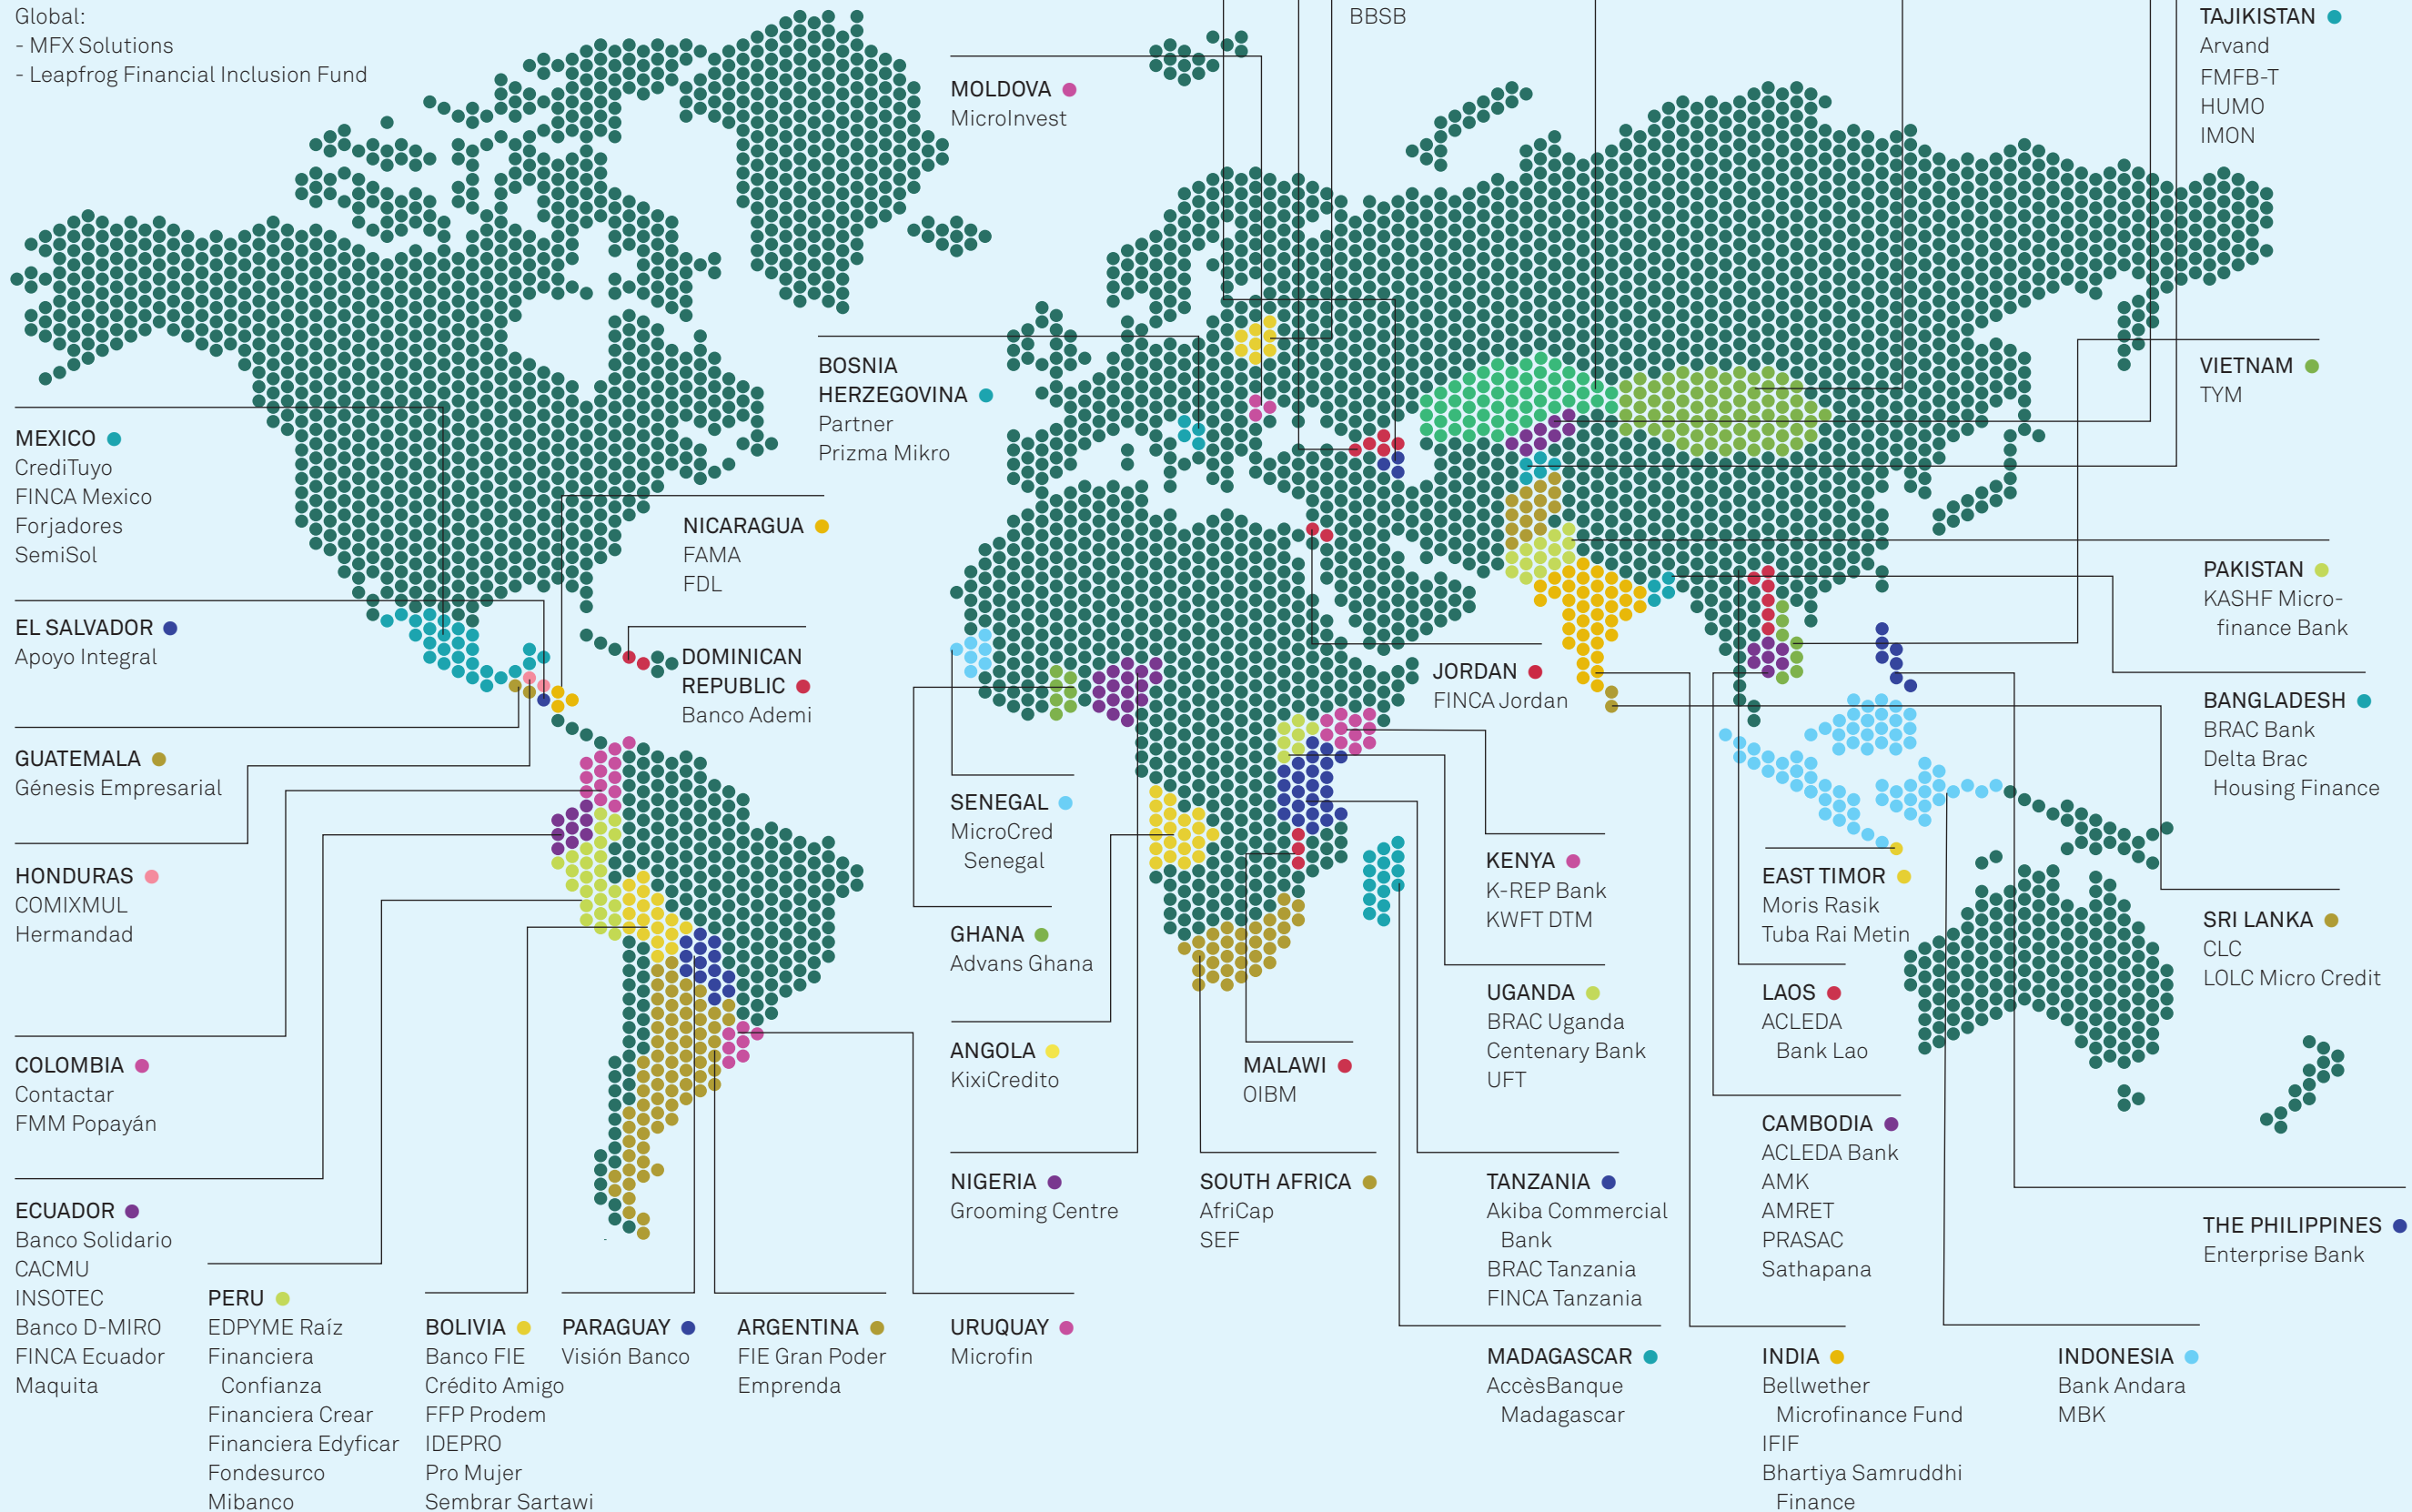 Global:
- MFX Solutions
- Leapfrog Financial Inclusion Fund
BBSB
TAJIKISTAN
Arvand
FMFB-T
HUMO
IMON
MOLDOVA
MicroInvest
VIETNAM
TYM
BOSNIA
HERZEGOVINA
Partner
Prizma Mikro
MEXICO
CrediTuyo
FINCA Mexico
Forjadores
SemiSol
NICARAGUA
FAMA
FDL
PAKISTAN
KASHF Micro-
finance Bank
EL SALVADOR
Apoyo Integral
DOMINICAN
REPUBLIC
Banco Ademi
JORDAN
FINCA Jordan
BANGLADESH
BRAC Bank
Delta Brac
Housing Finance
GUATEMALA
Génesis Empresarial
SENEGAL
MicroCred
Senegal
HONDURAS
COMIXMUL
Hermandad
KENYA
K-REP Bank
KWFT DTM
EAST TIMOR
Moris Rasik
Tuba Rai Metin
SRI LANKA
CLC
LOLC Micro Credit
GHANA
Advans Ghana
UGANDA
BRAC Uganda
Centenary Bank
UFT
LAOS
ACLEDA
Bank Lao
COLOMBIA
Contactar
FMM Popayán
ANGOLA
KixiCredito
MALAWI
OIBM
CAMBODIA
ACLEDA Bank
AMK
AMRET
PRASAC
Sathapana
ECUADOR
Banco Solidario
CACMU
INSOTEC
Banco D-MIRO
FINCA Ecuador
Maquita
NIGERIA
Grooming Centre
SOUTH AFRICA
AfriCap
SEF
TANZANIA
Akiba Commercial
Bank
BRAC Tanzania
FINCA Tanzania
THE PHILIPPINES
Enterprise Bank
PERU
EDPYME Raíz
Financiera
Confianza
Financiera Crear
Financiera Edyficar
Fondesurco
Mibanco
BOLIVIA
Banco FIE
Crédito Amigo
FFP Prodem
IDEPRO
Pro Mujer
Sembrar Sartawi
PARAGUAY
Visión Banco
ARGENTINA
FIE Gran Poder
Emprenda
URUQUAY
Microfin
MADAGASCAR
AccèsBanque
Madagascar
INDIA
Bellwether
Microfinance Fund
IFIF
Bhartiya Samruddhi
Finance
INDONESIA
Bank Andara
MBK